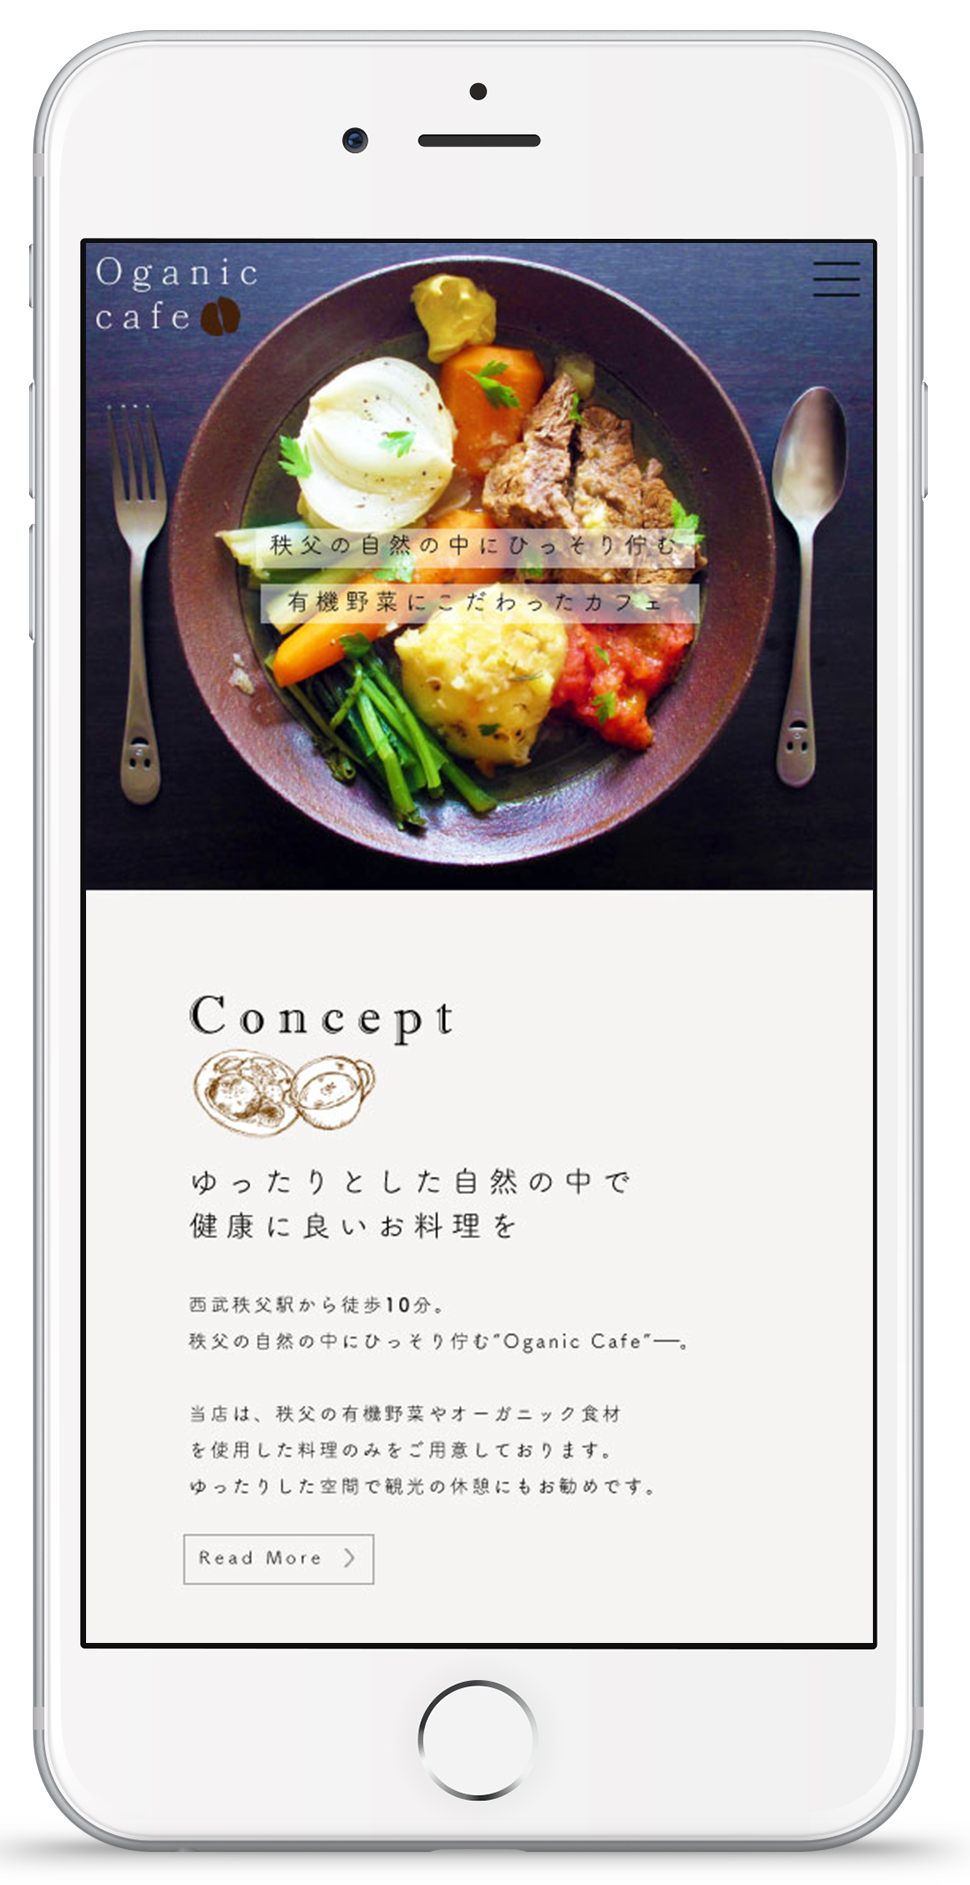 Oganic
cafe
秩父の自然の中にひっそり佇む
有機野菜にこだわったカフェ
Concept
ゆったりとした自然の中で
健康に良いお料理を
西武秩父駅から徒歩10分。
秩父の自然の中にひっそり佇む"Oganic Cafe"──。
当店は、秩父の有機野菜やオーガニック食材
を使用した料理のみをご用意しております。
ゆったりした空間で観光の休憩にもお勧めです。
Read More